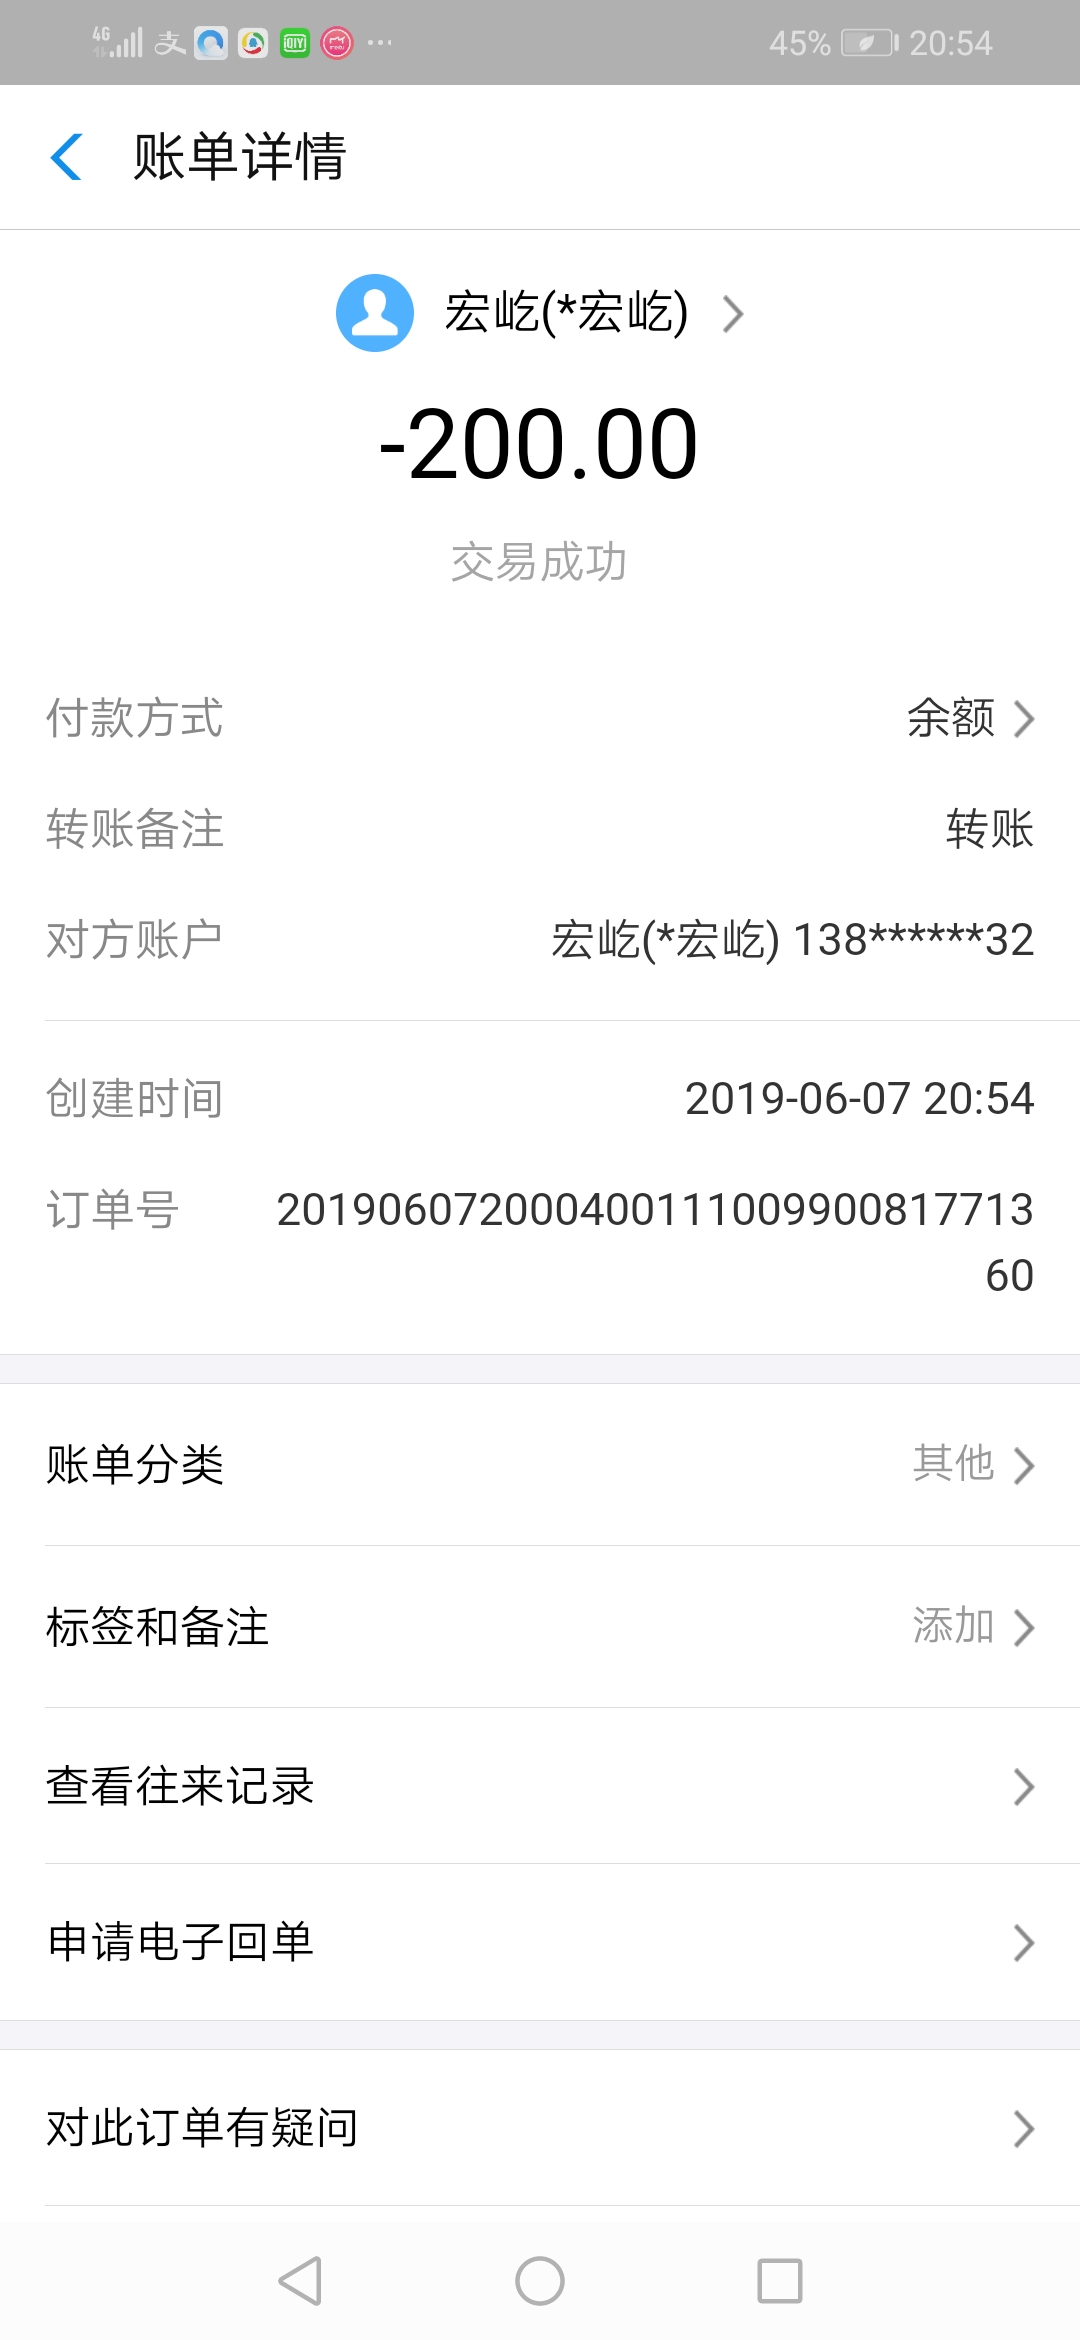 4G 支 iQIY ... 45% 20:54
账单详情
宏屹(*宏屹)
-200.00
交易成功
付款方式 余额
转账备注 转账
对方账户 宏屹(*宏屹) 138******32
创建时间 2019-06-07 20:54
订单号 201906072000400111009900817713
60
账单分类 其他
标签和备注 添加
查看往来记录
申请电子回单
对此订单有疑问